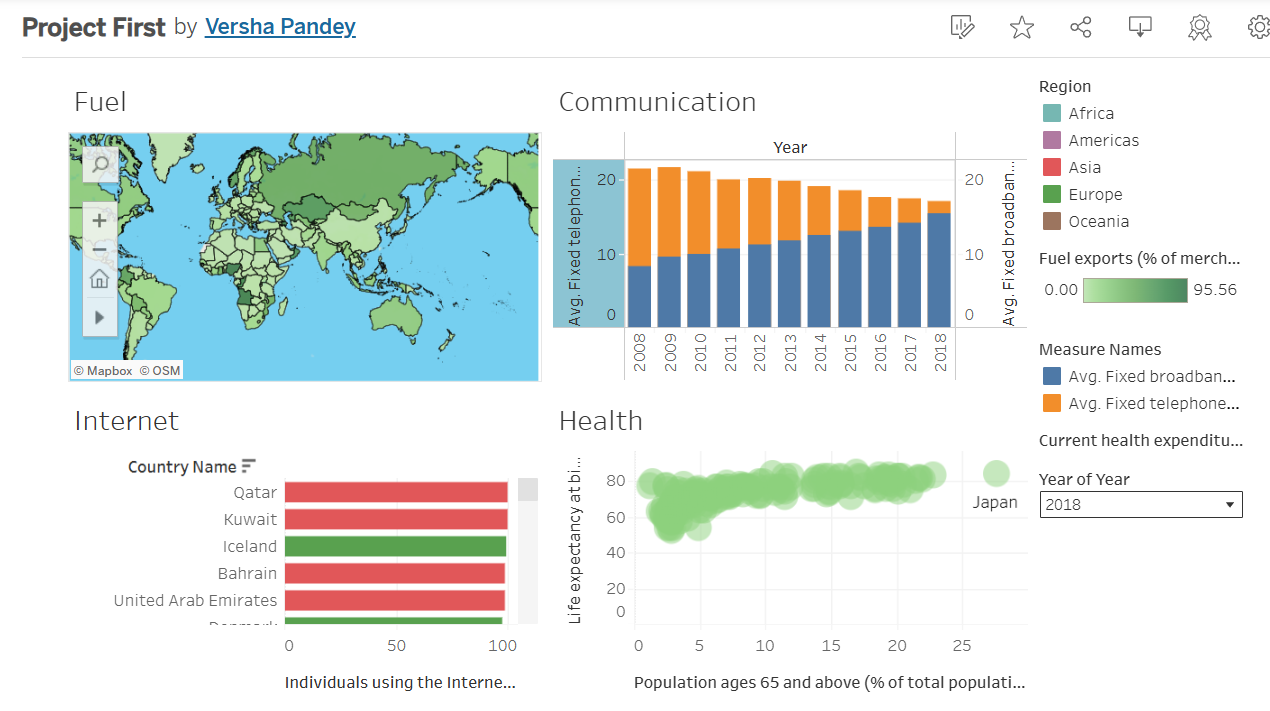 Project First by Versha Pandey
Fuel
© Mapbox © OSM
Communication
Year
Avg. Fixed telephon...
20
10
0
20
10
0
Avg. Fixed broadban...
2008
2009
2010
2011
2012
2013
2014
2015
2016
2017
2018
Internet
Country Name
Qatar
Kuwait
Iceland
Bahrain
United Arab Emirates
0
50
100
Individuals using the Interne...
Health
Life expectancy at bi...
80
60
40
20
0
Japan
0
5
10
15
20
25
Population ages 65 and above (% of total populati...
Region
Africa
Americas
Asia
Europe
Oceania
Fuel exports (% of merch...
0.00
95.56
Measure Names
Avg. Fixed broadban...
Avg. Fixed telephone...
Current health expenditu...
Year of Year
2018